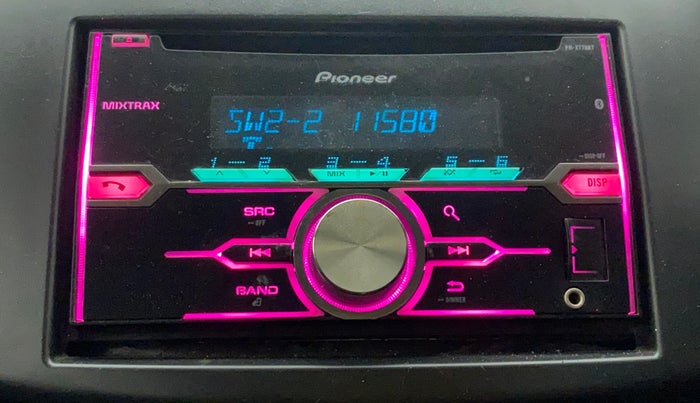 FH-X778BT
Pioneer
MIXTRAX
SW2-2 11580
1 — 2 3 — 4 5 — 6
MIX
DISP OFF
DISP
SRC
OFF
BAND
DIMMER